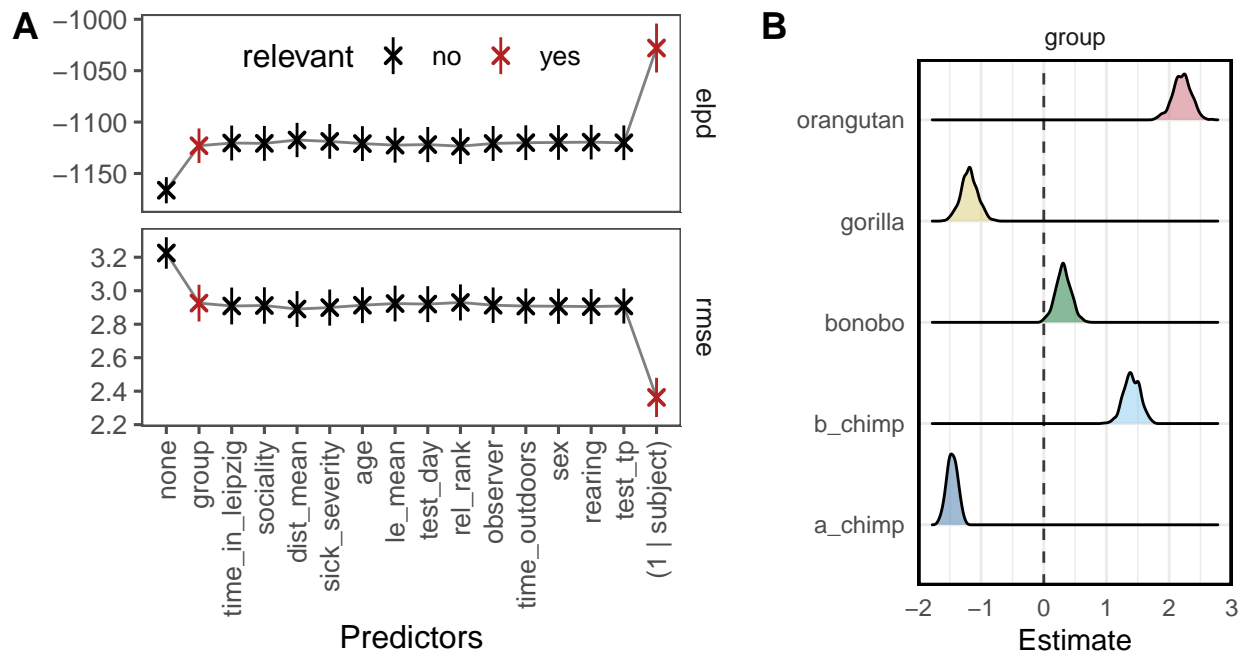 A
−1000
−1050
−1100
−1150
relevant no yes
elpd
3.2
3.0
2.8
2.6
2.4
2.2
rmse
none
group
time_in_leipzig
sociality
dist_mean
sick_severity
age
le_mean
test_day
rel_rank
observer
time_outdoors
sex
rearing
test_tp
(1 | subject)
Predictors
B
group
orangutan
gorilla
bonobo
b_chimp
a_chimp
−2 −1 0 1 2 3
Estimate